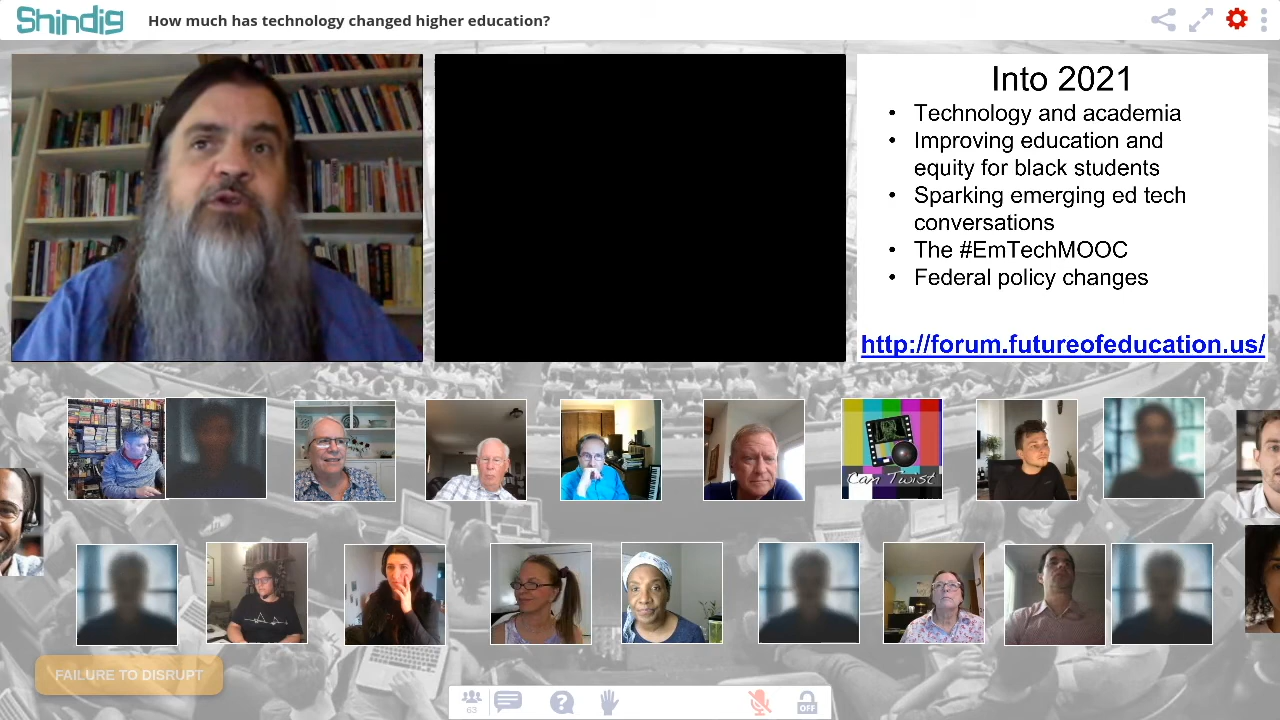 Shindig
How much has technology changed higher education?
Into 2021
• Technology and academia
• Improving education and
equity for black students
• Sparking emerging ed tech
conversations
• The #EmTechMOOC
• Federal policy changes
http://forum.futureofeducation.us/
Cam Twist
FAILURE TO DISRUPT
63
OFF